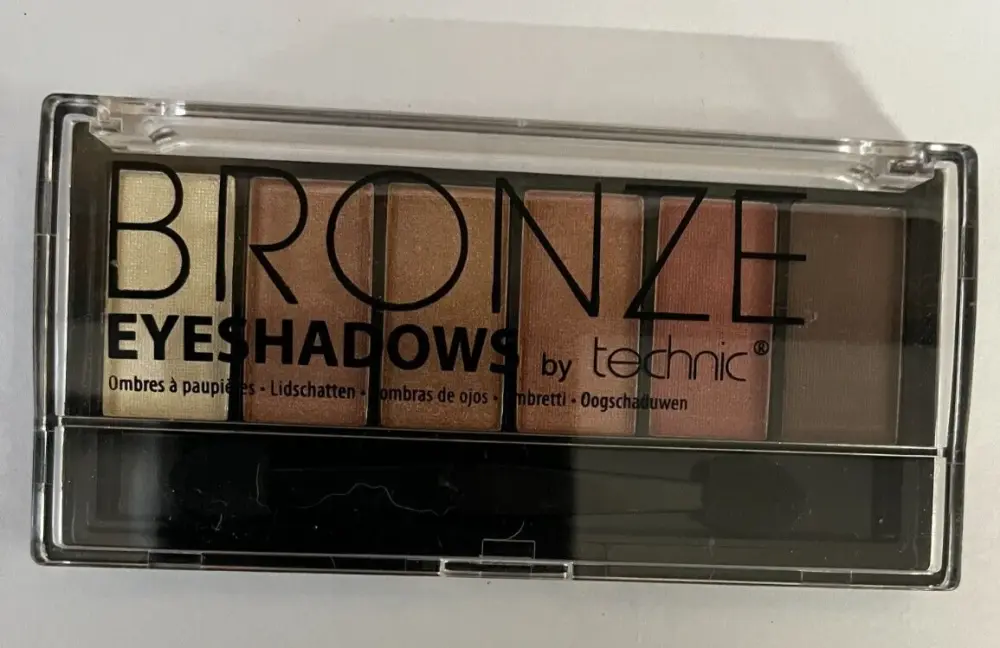 BRONZE
EYESHADOWS by technic®
Ombres à paupières • Lidschatten • Sombras de ojos • Ombretti • Oogschaduwen